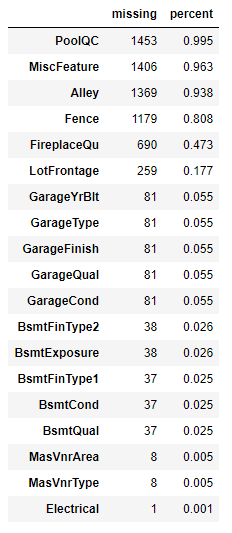 missing percent
PoolQC 1453 0.995
MiscFeature 1406 0.963
Alley 1369 0.938
Fence 1179 0.808
FireplaceQu 690 0.473
LotFrontage 259 0.177
GarageYrBlt 81 0.055
GarageType 81 0.055
GarageFinish 81 0.055
GarageQual 81 0.055
GarageCond 81 0.055
BsmtFinType2 38 0.026
BsmtExposure 38 0.026
BsmtFinType1 37 0.025
BsmtCond 37 0.025
BsmtQual 37 0.025
MasVnrArea 8 0.005
MasVnrType 8 0.005
Electrical 1 0.001